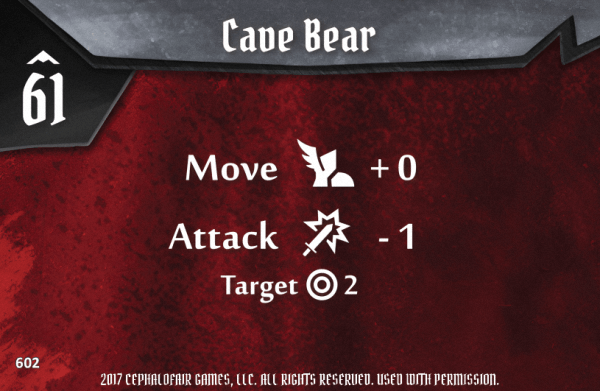 Cave Bear
61
Move + 0
Attack - 1
Target 2
602
2017 CEPHALOFAIR GAMES, LLC. ALL RIGHTS RESERVED. USED WITH PERMISSION.